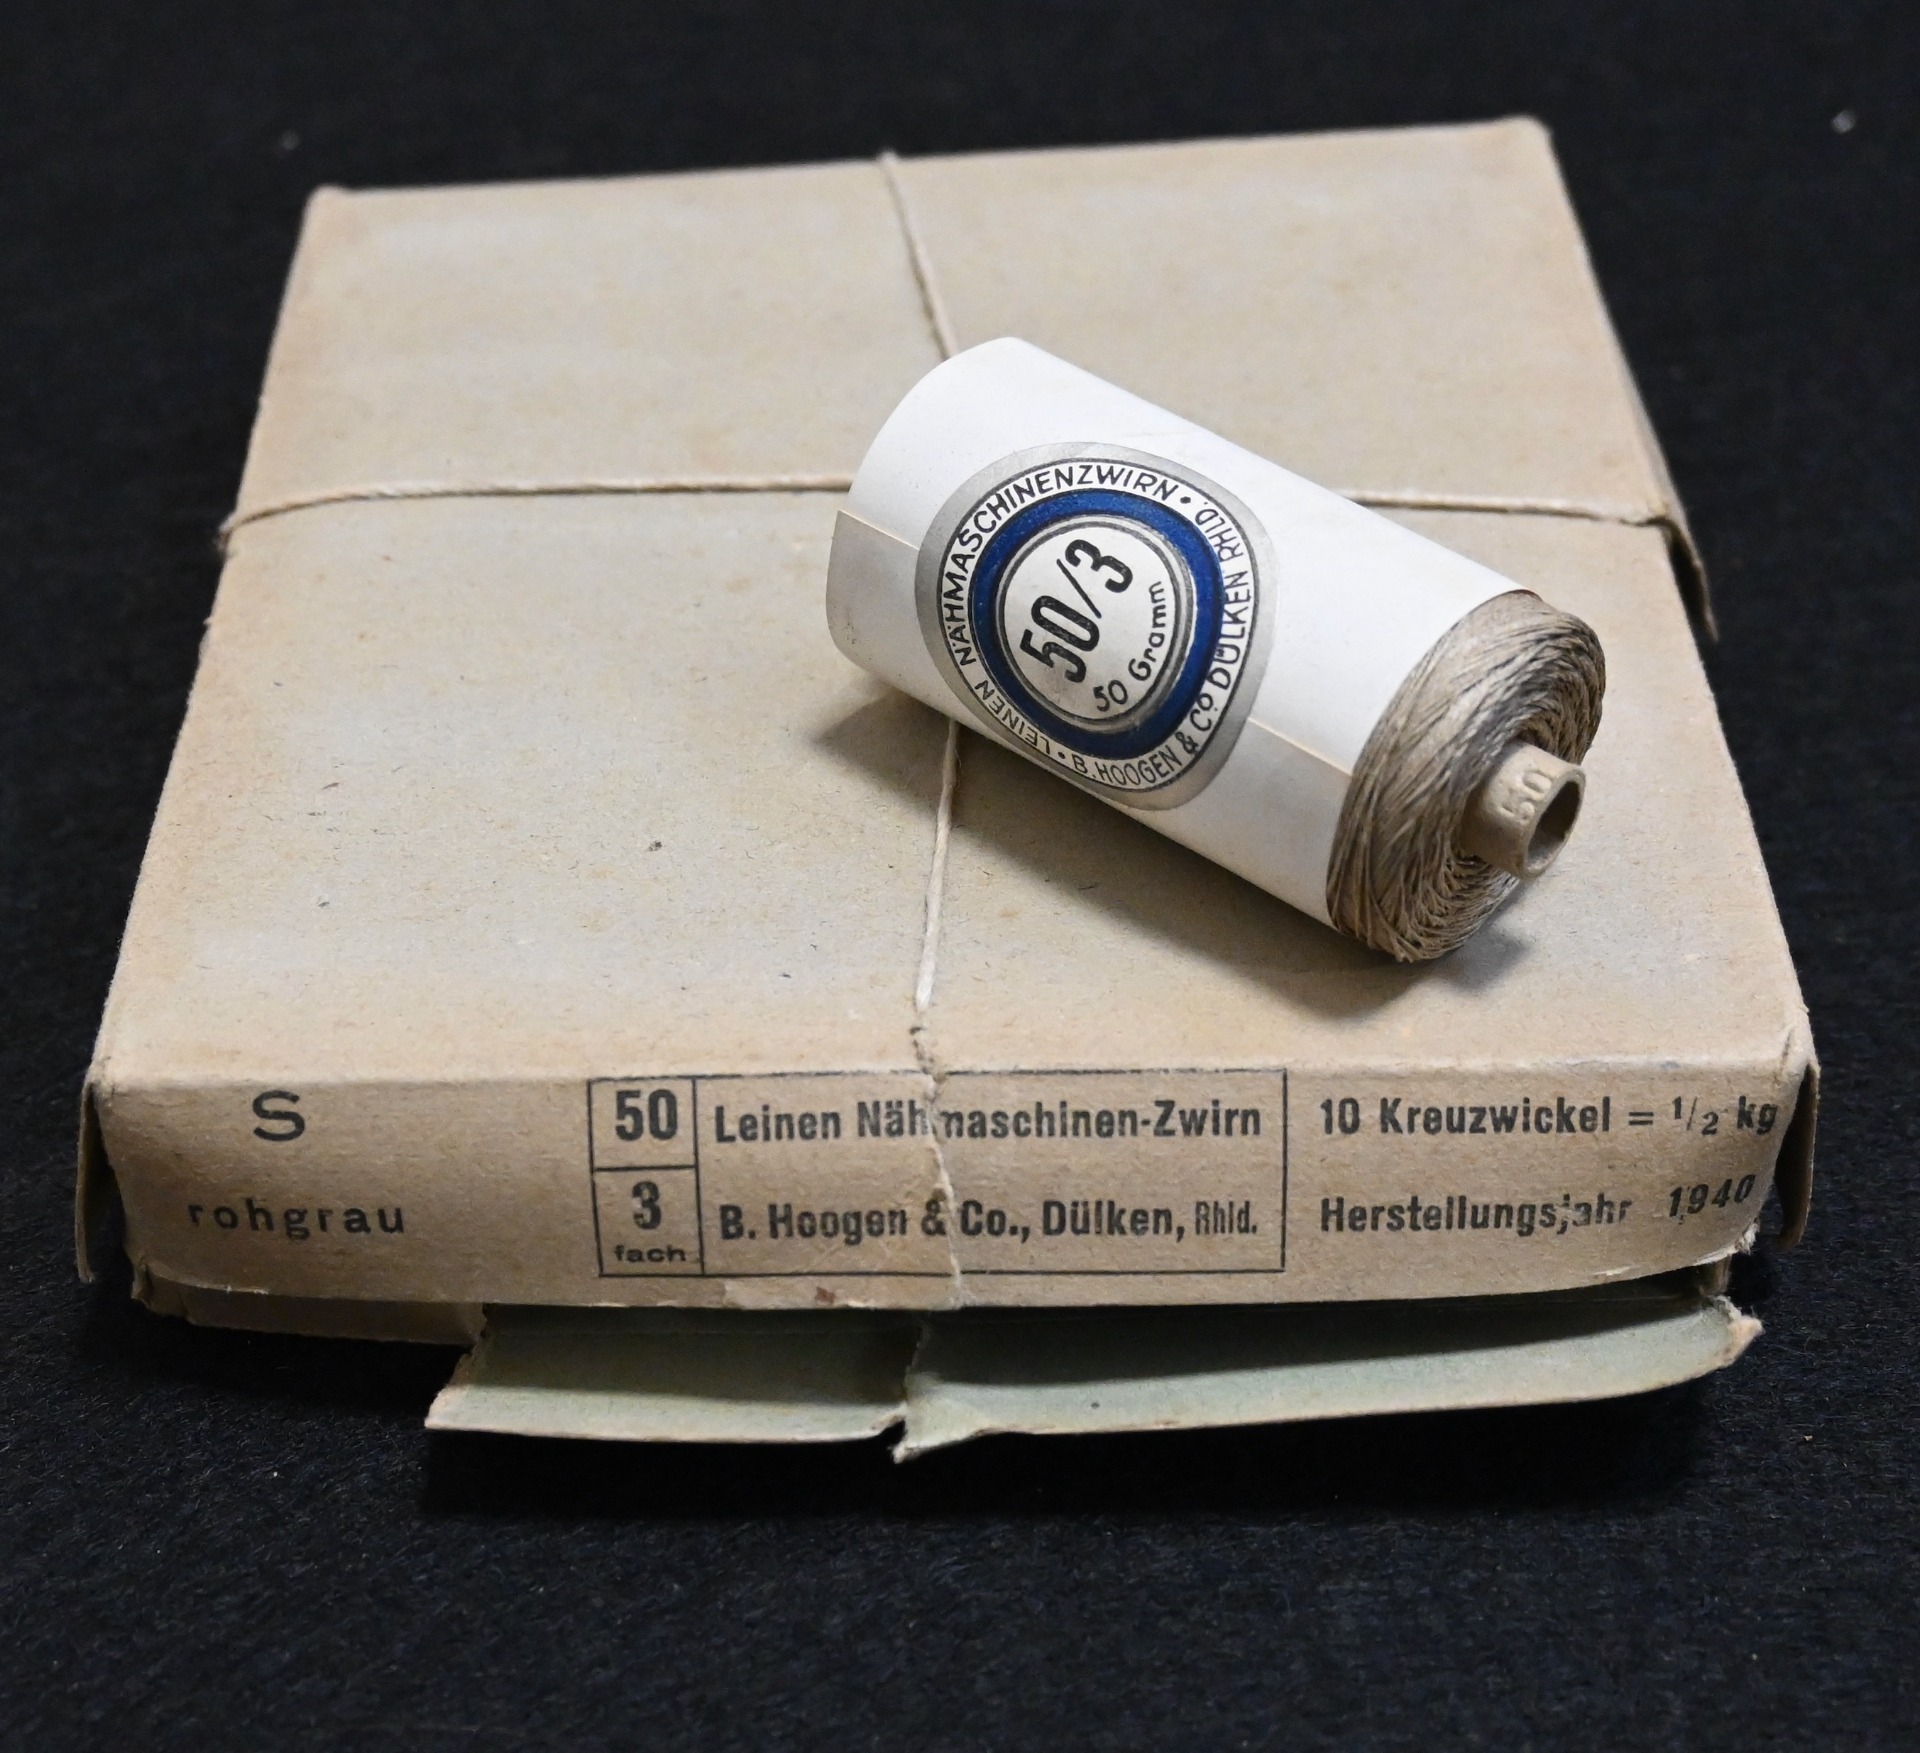 LEINEN NÄHMASCHINENZWIRN • B. HOOGEN & Co DÜLKEN RHLD. •
50/3
50 Gramm
50
S
rohgrau
50
3
fach
Leinen Nähmaschinen-Zwirn
B. Hoogen & Co., Dülken, Rhld.
10 Kreuzwickel = 1/2 kg
Herstellungsjahr 1940